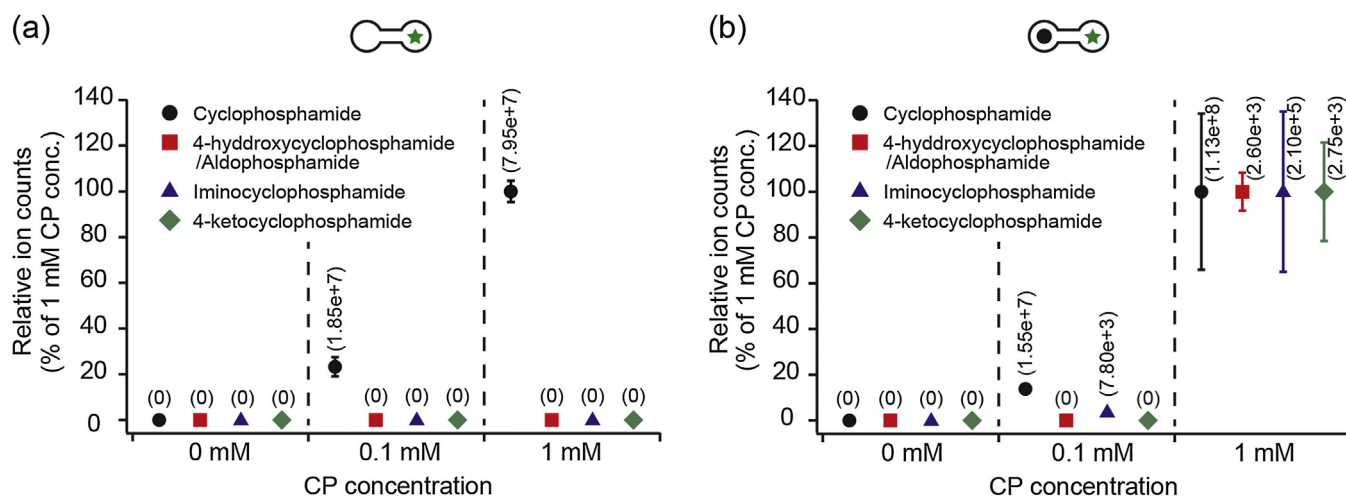 (a)
Relative ion counts
(% of 1 mM CP conc.)
140
120
100
80
60
40
20
0
Cyclophosphamide
4-hyddroxycyclophosphamide
/Aldophosphamide
Iminocyclophosphamide
4-ketocyclophosphamide
(0) (0) (0) (0)
(1.85e+7)
(0) (0) (0)
(7.95e+7)
(0) (0) (0)
0 mM 0.1 mM 1 mM
CP concentration
(b)
Relative ion counts
(% of 1 mM CP conc.)
140
120
100
80
60
40
20
0
Cyclophosphamide
4-hyddroxycyclophosphamide
/Aldophosphamide
Iminocyclophosphamide
4-ketocyclophosphamide
(0) (0) (0) (0)
(1.55e+7)
(0)
(7.80e+3)
(0)
(1.13e+8)
(2.60e+3)
(2.10e+5)
(2.75e+3)
0 mM 0.1 mM 1 mM
CP concentration